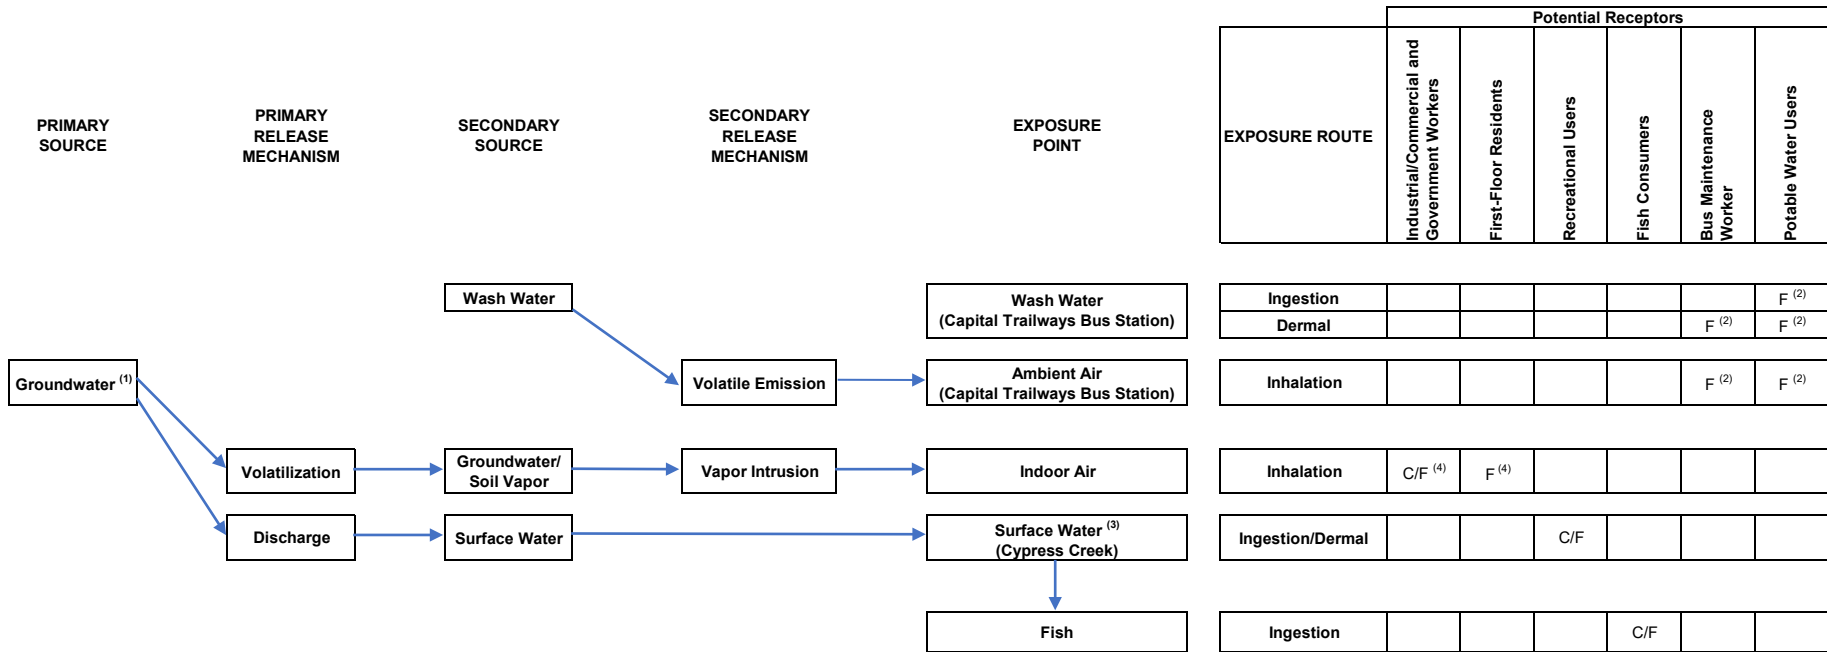 Potential Receptors
PRIMARY
SOURCE
PRIMARY
RELEASE
MECHANISM
SECONDARY
SOURCE
SECONDARY
RELEASE
MECHANISM
EXPOSURE
POINT
EXPOSURE ROUTE
Industrial/Commercial and
Government Workers
First-Floor Residents
Recreational Users
Fish Consumers
Bus Maintenance
Worker
Potable Water Users
Wash Water
Wash Water
(Capital Trailways Bus Station)
Ingestion
F (2)
Dermal
F (2)
F (2)
Groundwater (1)
Volatile Emission
Ambient Air
(Capital Trailways Bus Station)
Inhalation
F (2)
F (2)
Volatilization
Groundwater/
Soil Vapor
Vapor Intrusion
Indoor Air
Inhalation
C/F (4)
F (4)
Discharge
Surface Water
Surface Water (3)
(Cypress Creek)
Ingestion/Dermal
C/F
Fish
Ingestion
C/F